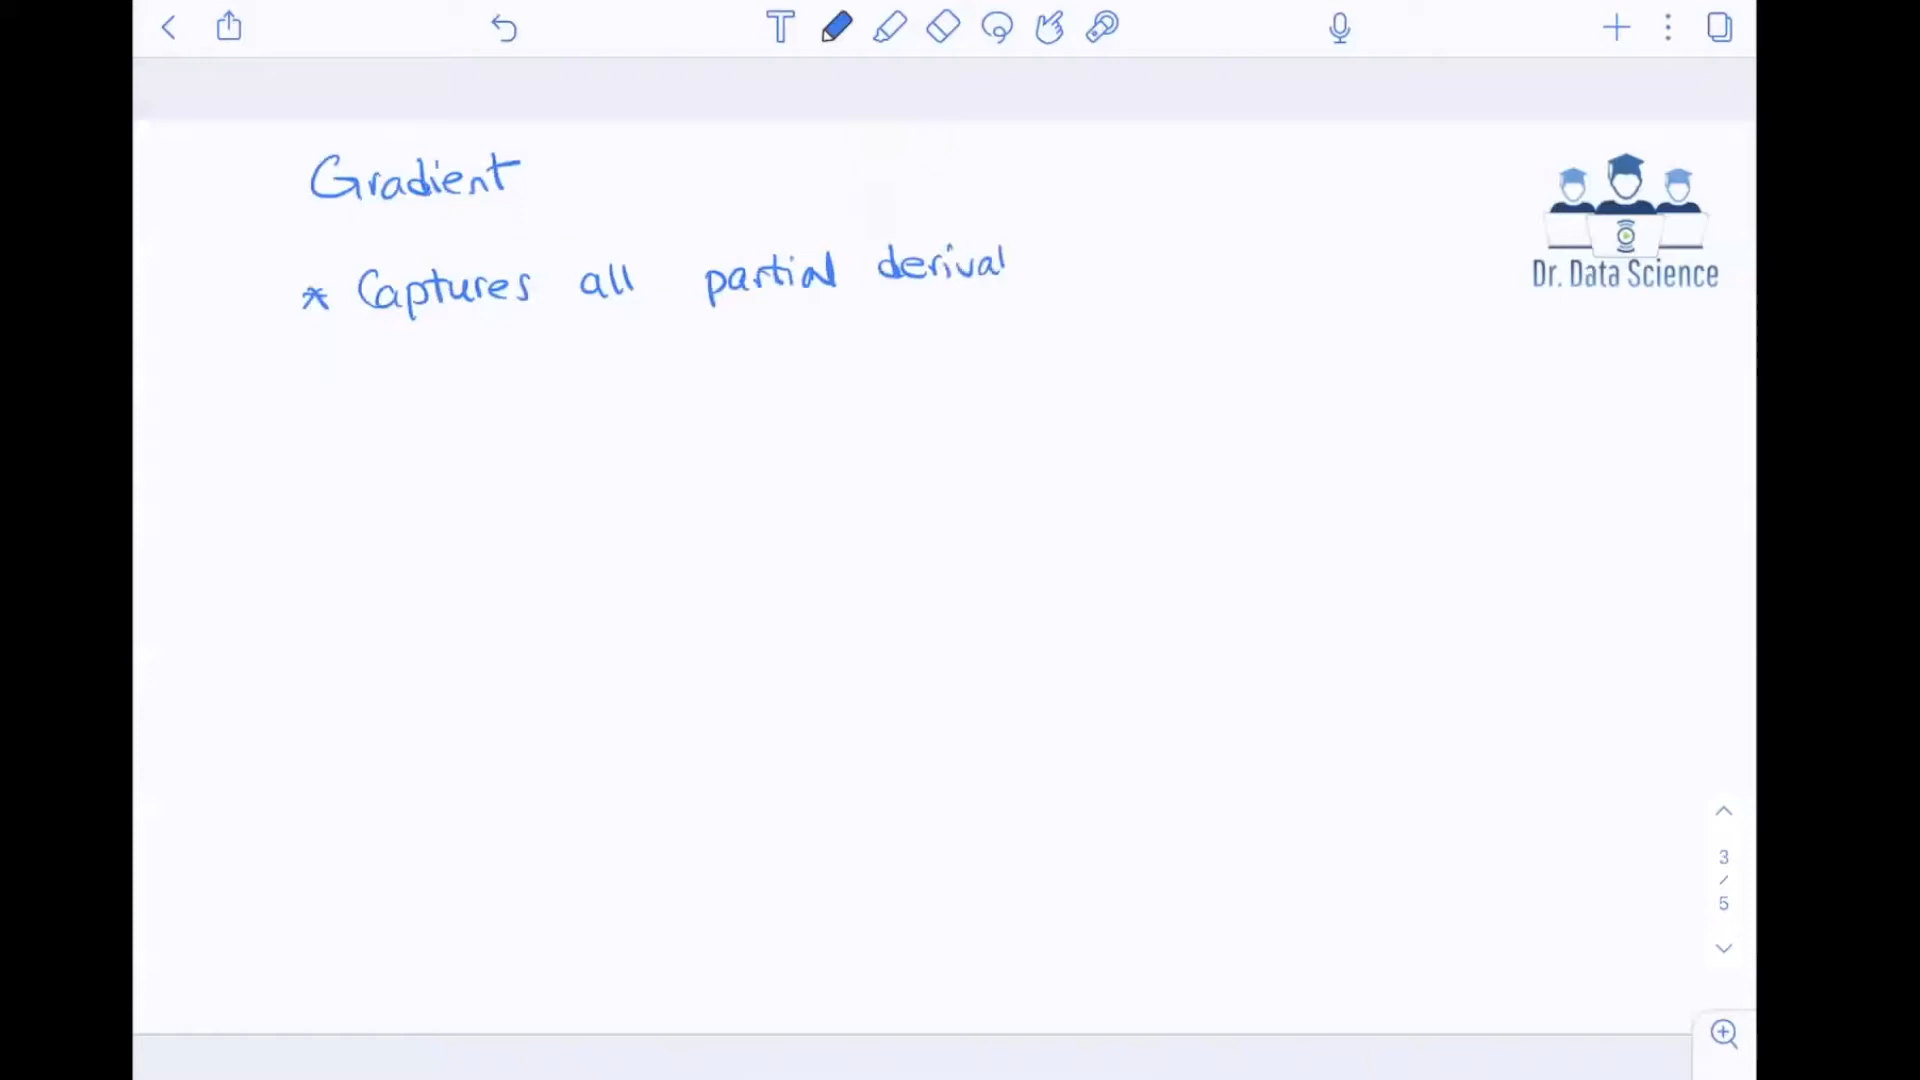 Gradient
* Captures all partial derival
Dr. Data Science
3
/
5